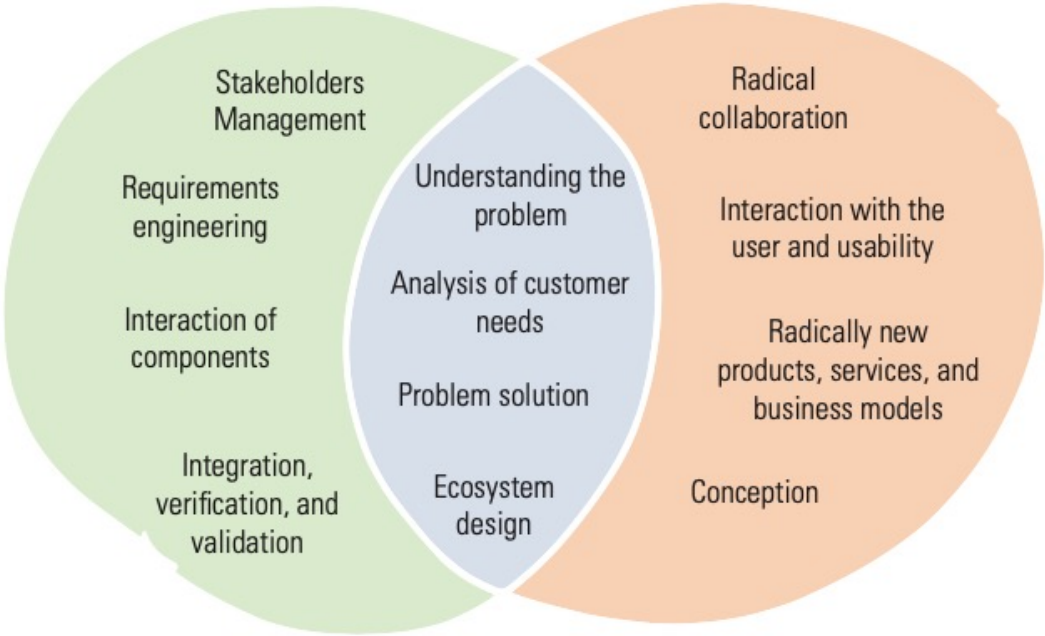 Stakeholders
Management
Requirements
engineering
Interaction of
components
Integration,
verification, and
validation
Understanding the
problem
Analysis of customer
needs
Problem solution
Ecosystem
design
Radical
collaboration
Interaction with the
user and usability
Radically new
products, services, and
business models
Conception